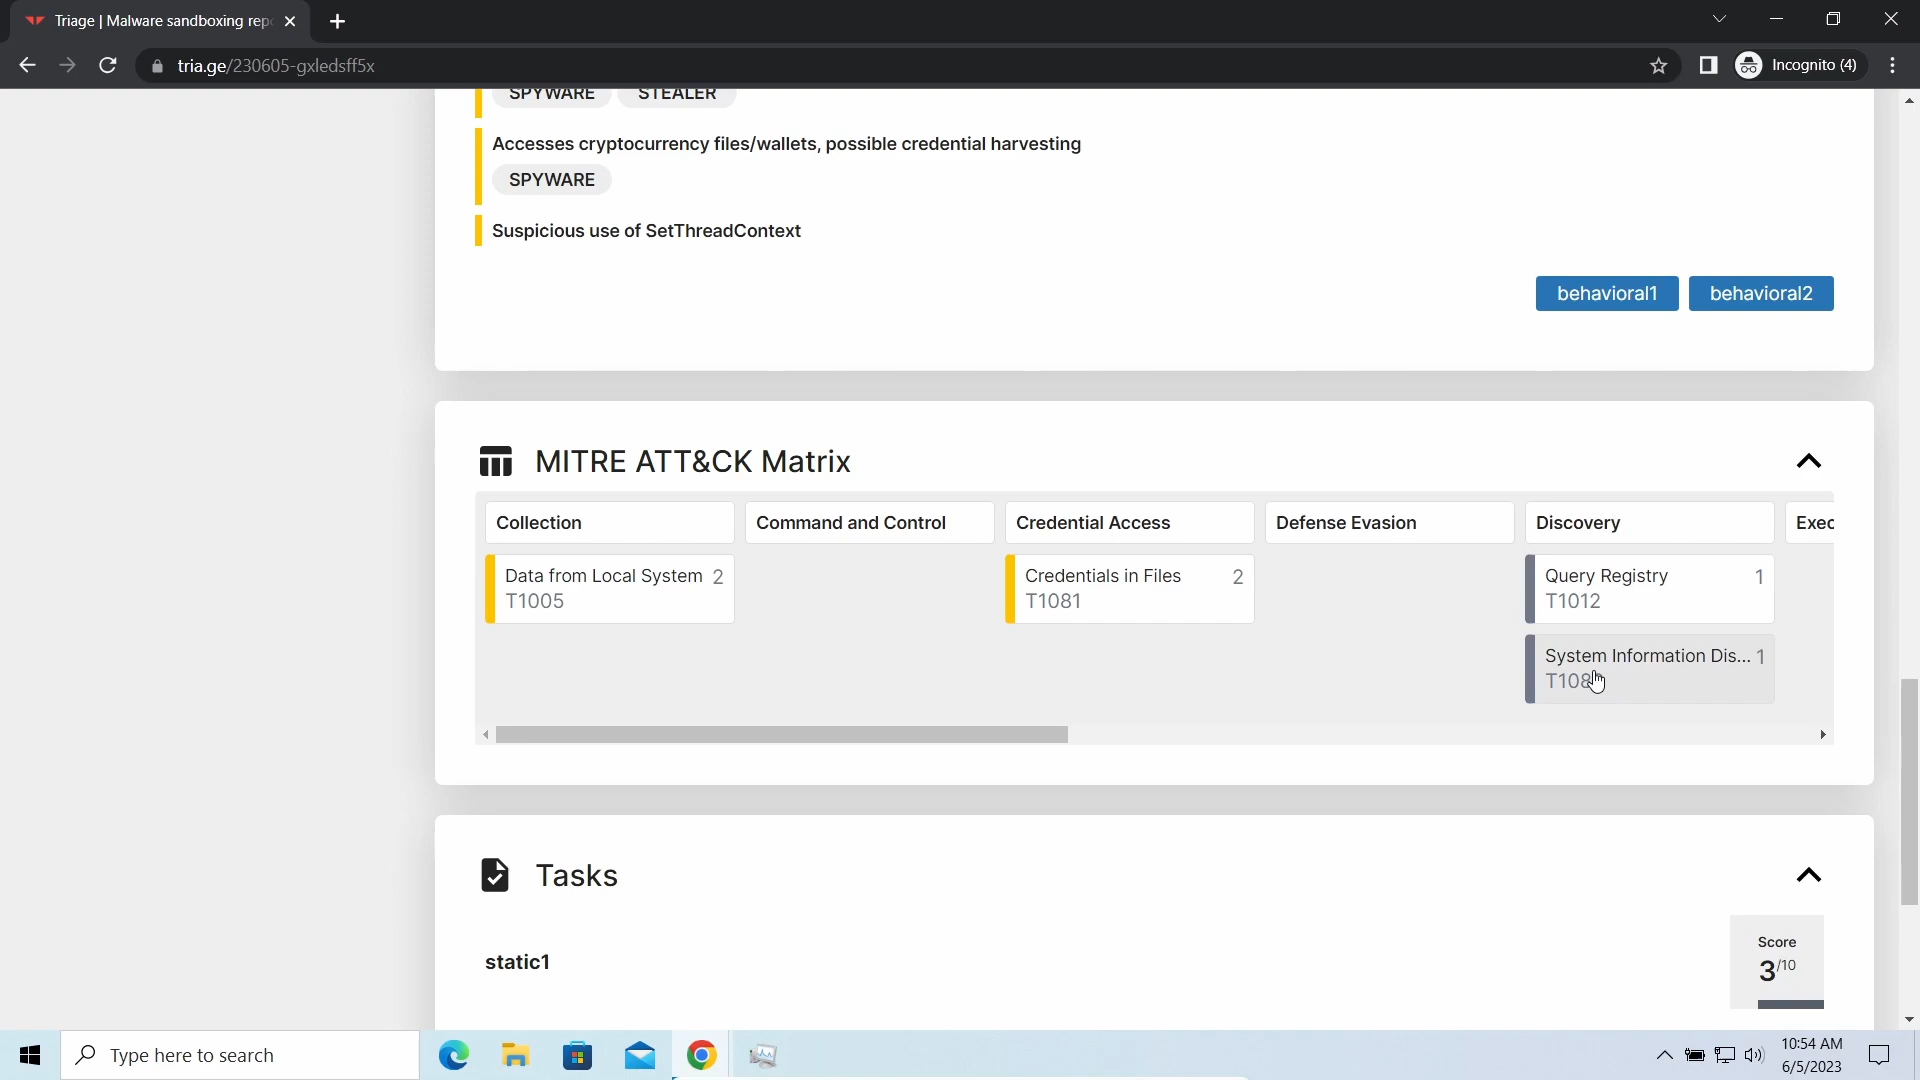 Triage | Malware sandboxing rep
tria.ge/230605-gxledsff5x
Incognito (4)
SPYWARE
STEALER
Accesses cryptocurrency files/wallets, possible credential harvesting
SPYWARE
Suspicious use of SetThreadContext
behavioral1
behavioral2
MITRE ATT&CK Matrix
Collection
Command and Control
Credential Access
Defense Evasion
Discovery
Exec
Data from Local System 2
T1005
Credentials in Files 2
T1081
Query Registry 1
T1012
System Information Dis... 1
T108
Tasks
static1
Score
3/10
Type here to search
10:54 AM
6/5/2023